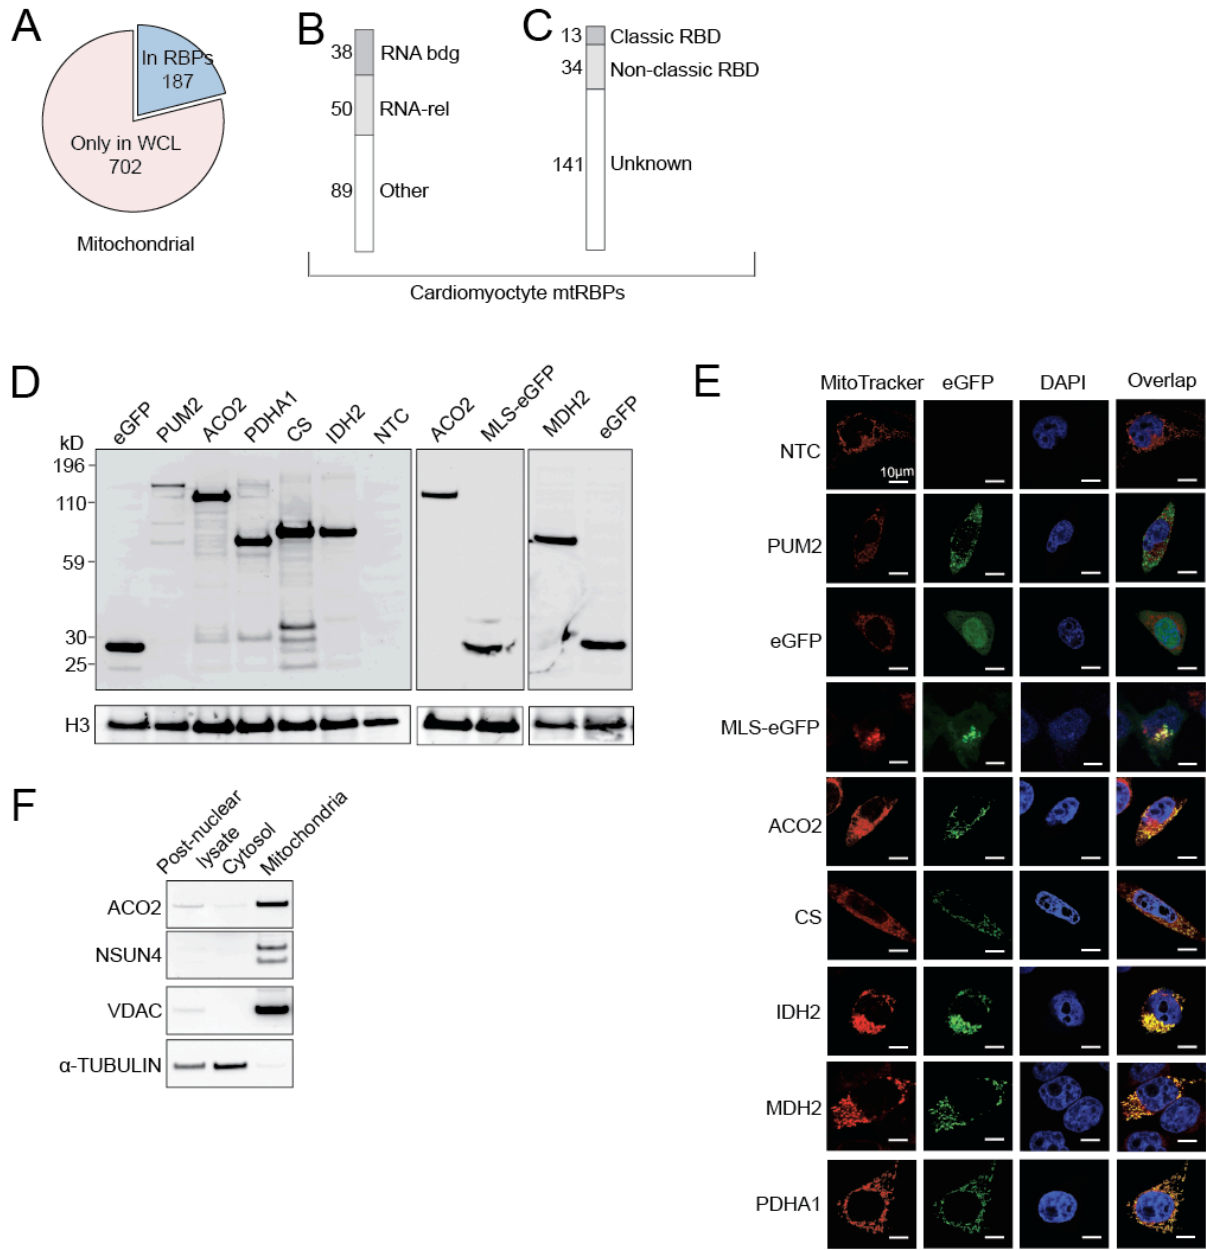 A
In RBPs
187
Only in WCL
702
Mitochondrial
B
38 RNA bdg
50 RNA-rel
89 Other
C
13 Classic RBD
34 Non-classic RBD
141 Unknown
Cardiomyoctyte mtRBPs
D
kD
eGFP PUM2 ACO2 PDHA1 CS IDH2 NTC ACO2 MLS-eGFP MDH2 eGFP
196
110
59
30
25
H3
E
MitoTracker eGFP DAPI Overlap
NTC
10µm
PUM2
eGFP
MLS-eGFP
ACO2
CS
IDH2
MDH2
PDHA1
F
Post-nuclear
lysate
Cytosol
Mitochondria
ACO2
NSUN4
VDAC
α-TUBULIN